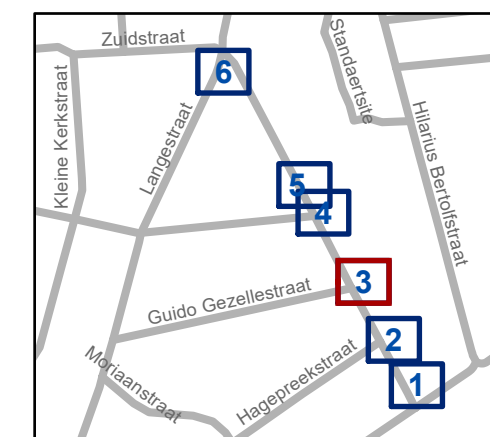 Zuidstraat
Standaertsite
6
Kleine Kerkstraat
Langestraat
Hilarius Bertolfstraat
5
4
3
Guido Gezellestraat
2
Moriaanstraat
Hagepreekstraat
1